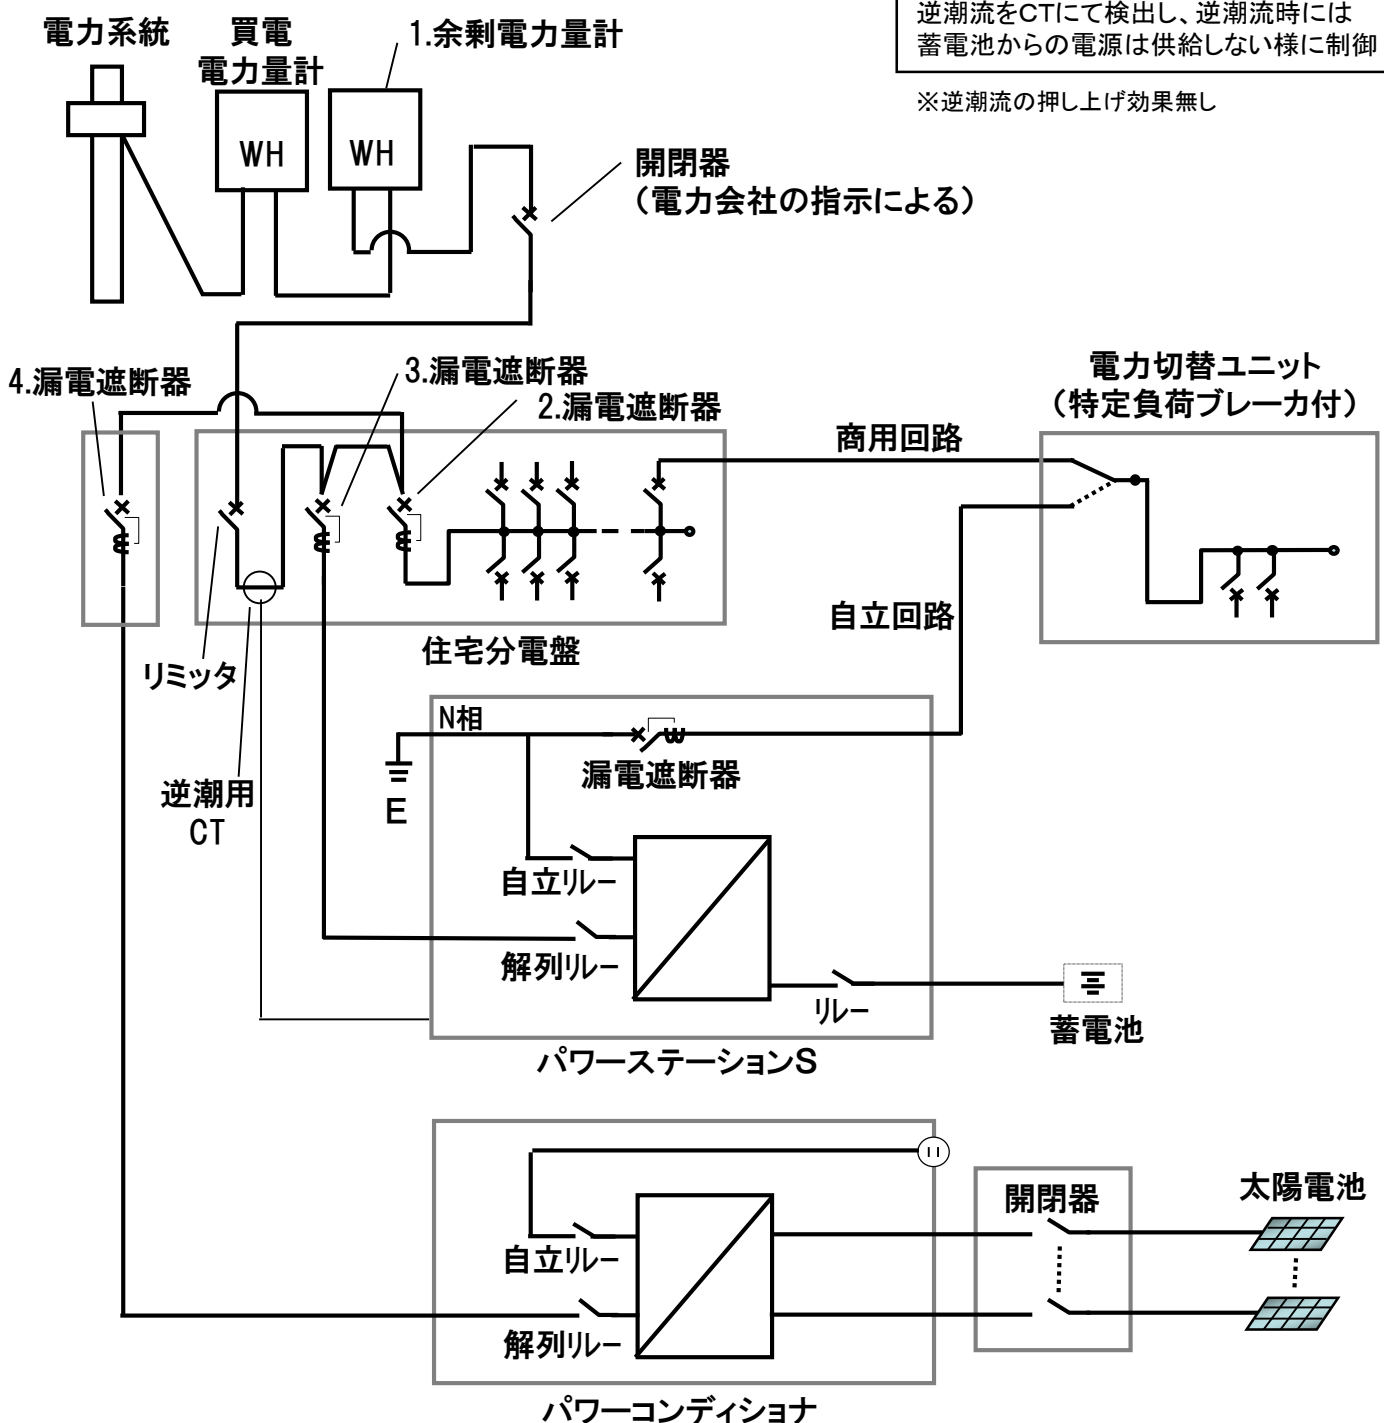 逆潮流をCTにて検出し、逆潮流時には
蓄電池からの電源は供給しない様に制御
※逆潮流の押し上げ効果無し
電力系統
買電
電力量計
1.余剰電力量計
WH
WH
開閉器
(電力会社の指示による)
4.漏電遮断器
3.漏電遮断器
2.漏電遮断器
電力切替ユニット
(特定負荷ブレーカ付)
商用回路
自立回路
住宅分電盤
リミッタ
逆潮用
CT
N相
E
漏電遮断器
自立リレー
解列リレー
リレー
蓄電池
パワーステーションS
開閉器
太陽電池
自立リレー
解列リレー
パワーコンディショナ